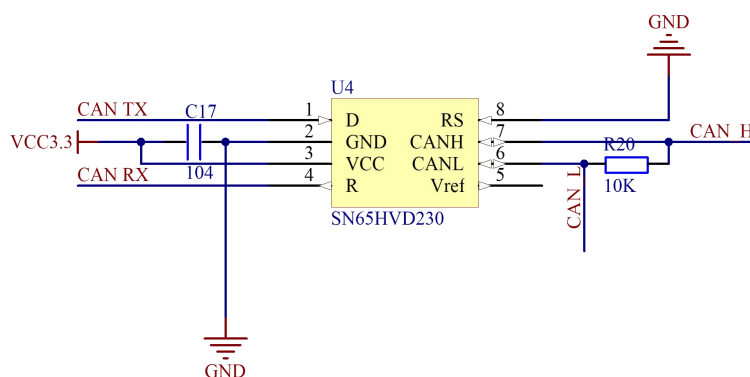 GND
U4
CAN TX
C17
1
D
RS
8
VCC3.3
2
GND
CANH
7
CAN H
3
VCC
CANL
6
R20
CAN RX
104
4
R
Vref
5
10K
CAN L
SN65HVD230
GND